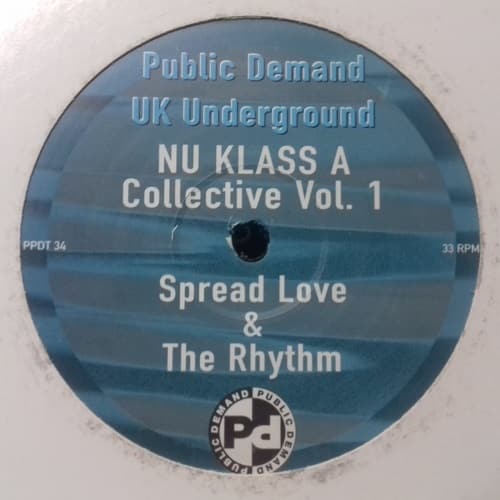 Public Demand
UK Underground
NU KLASS A
Collective Vol. 1
PPDT 34
33 RPM
Spread Love
&
The Rhythm
PUBLIC DEMAND
PUBLIC DEMAND
Pd